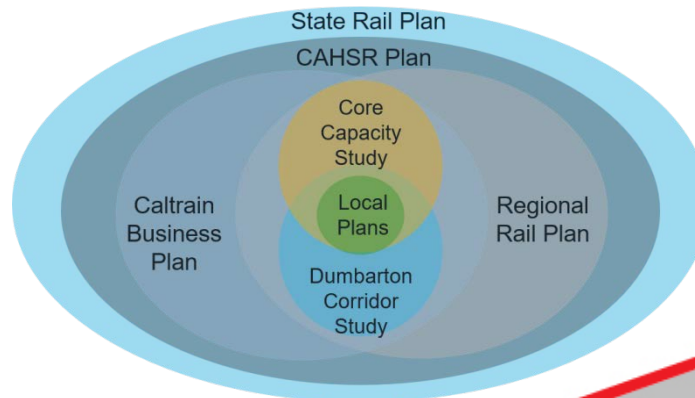 State Rail Plan
CAHSR Plan
Core
Capacity
Study
Caltrain
Business
Plan
Local
Plans
Regional
Rail Plan
Dumbarton
Corridor
Study